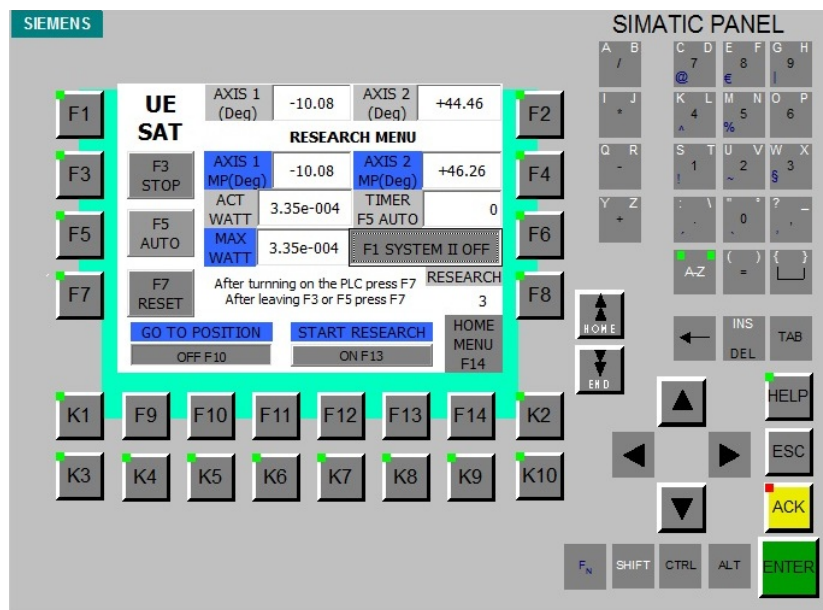 SIEMENS
SIMATIC PANEL
UE
SAT
AXIS 1
(Deg)
-10.08
AXIS 2
(Deg)
+44.46
RESEARCH MENU
F3
STOP
AXIS 1
MP(Deg)
-10.08
AXIS 2
MP(Deg)
+46.26
ACT
WATT
3.35e-004
TIMER
F5 AUTO
0
F5
AUTO
MAX
WATT
3.35e-004
F1 SYSTEM II OFF
F7
RESET
After turnning on the PLC press F7
After leaving F3 or F5 press F7
RESEARCH
3
GO TO POSITION
START RESEARCH
HOME
MENU
F14
OFF F10
ON F13
F1
F2
F3
F4
F5
F6
F7
F8
K1
F9
F10
F11
F12
F13
F14
K2
K3
K4
K5
K6
K7
K8
K9
K10
A B
/
C D
7
@
E F
8
€
G H
9
|
I J
*
K L
4
^
M N
5
%
O P
6
Q R
-
S T
1
!
U V
2
~
W X
3
§
Y Z
+
: \
.
" °
0
? _
A-Z
( )
=
{ }
HOME
END
INS
DEL
TAB
HELP
ESC
ACK
FN
SHIFT
CTRL
ALT
ENTER